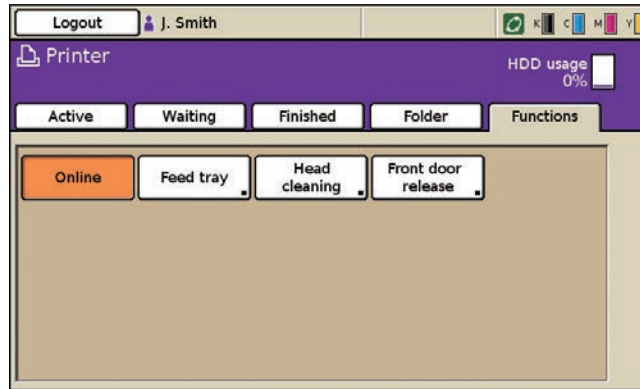 Logout J. Smith K C M Y
Printer
HDD usage
0%
Active Waiting Finished Folder Functions
Online Feed tray Head cleaning Front door release